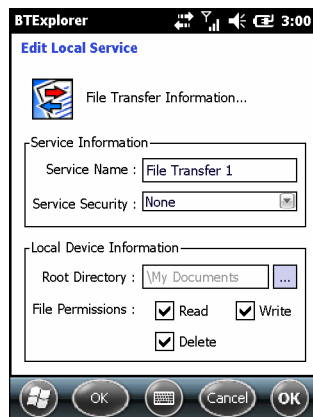 BTExplorer 3:00
Edit Local Service
File Transfer Information...
Service Information
Service Name : File Transfer 1
Service Security : None
Local Device Information
Root Directory : \My Documents ...
File Permissions : Read Write
Delete
OK Cancel OK